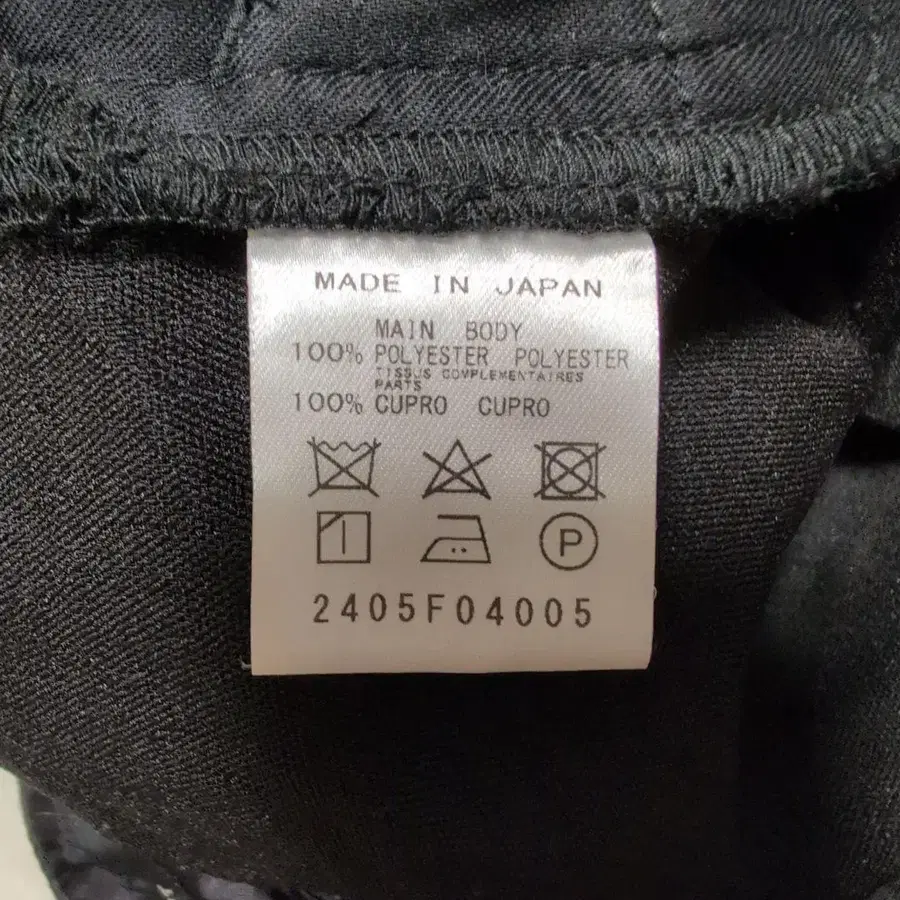 MADE IN JAPAN
MAIN BODY
100% POLYESTER POLYESTER
TISSUS COMPLEMENTAIRES
PARTS
100% CUPRO CUPRO
P
2405F04005